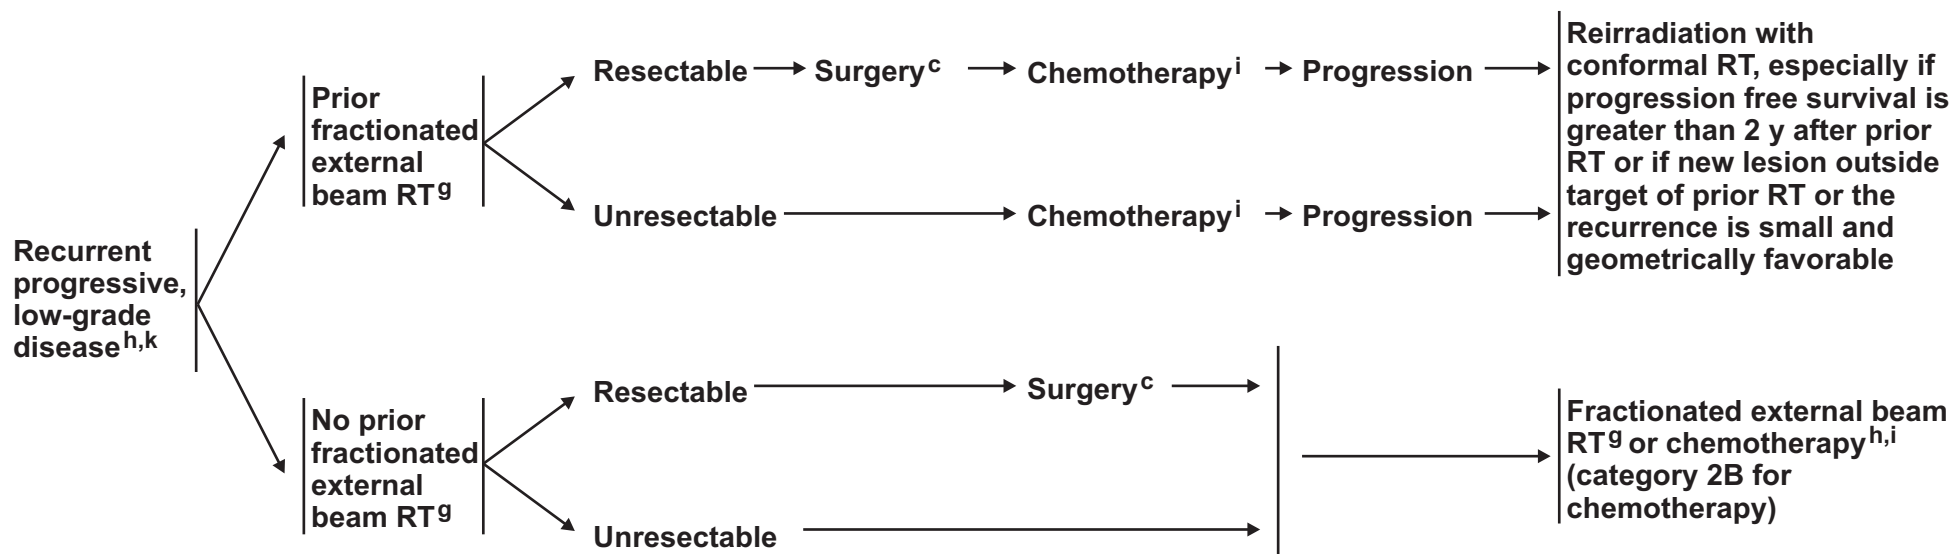 Recurrent
progressive,
low-grade
disease h,k
Prior
fractionated
external
beam RT g
Resectable
Surgery c
Chemotherapy i
Progression
Unresectable
Chemotherapy i
Progression
Reirradiation with
conformal RT, especially if
progression free survival is
greater than 2 y after prior
RT or if new lesion outside
target of prior RT or the
recurrence is small and
geometrically favorable
No prior
fractionated
external
beam RT g
Resectable
Surgery c
Unresectable
Fractionated external beam
RT g or chemotherapy h,i
(category 2B for
chemotherapy)